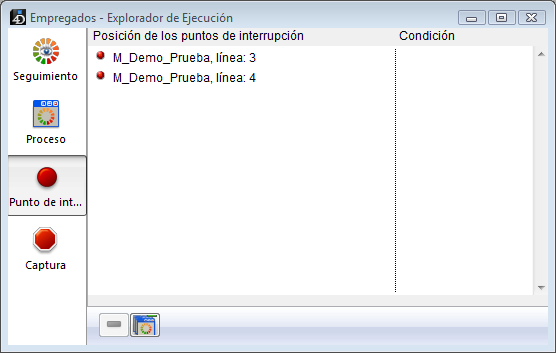 Empregados - Explorador de Ejecución
Posición de los puntos de interrupción
Condición
M_Demo_Prueba, línea: 3
M_Demo_Prueba, línea: 4
Seguimiento
Proceso
Punto de int...
Captura